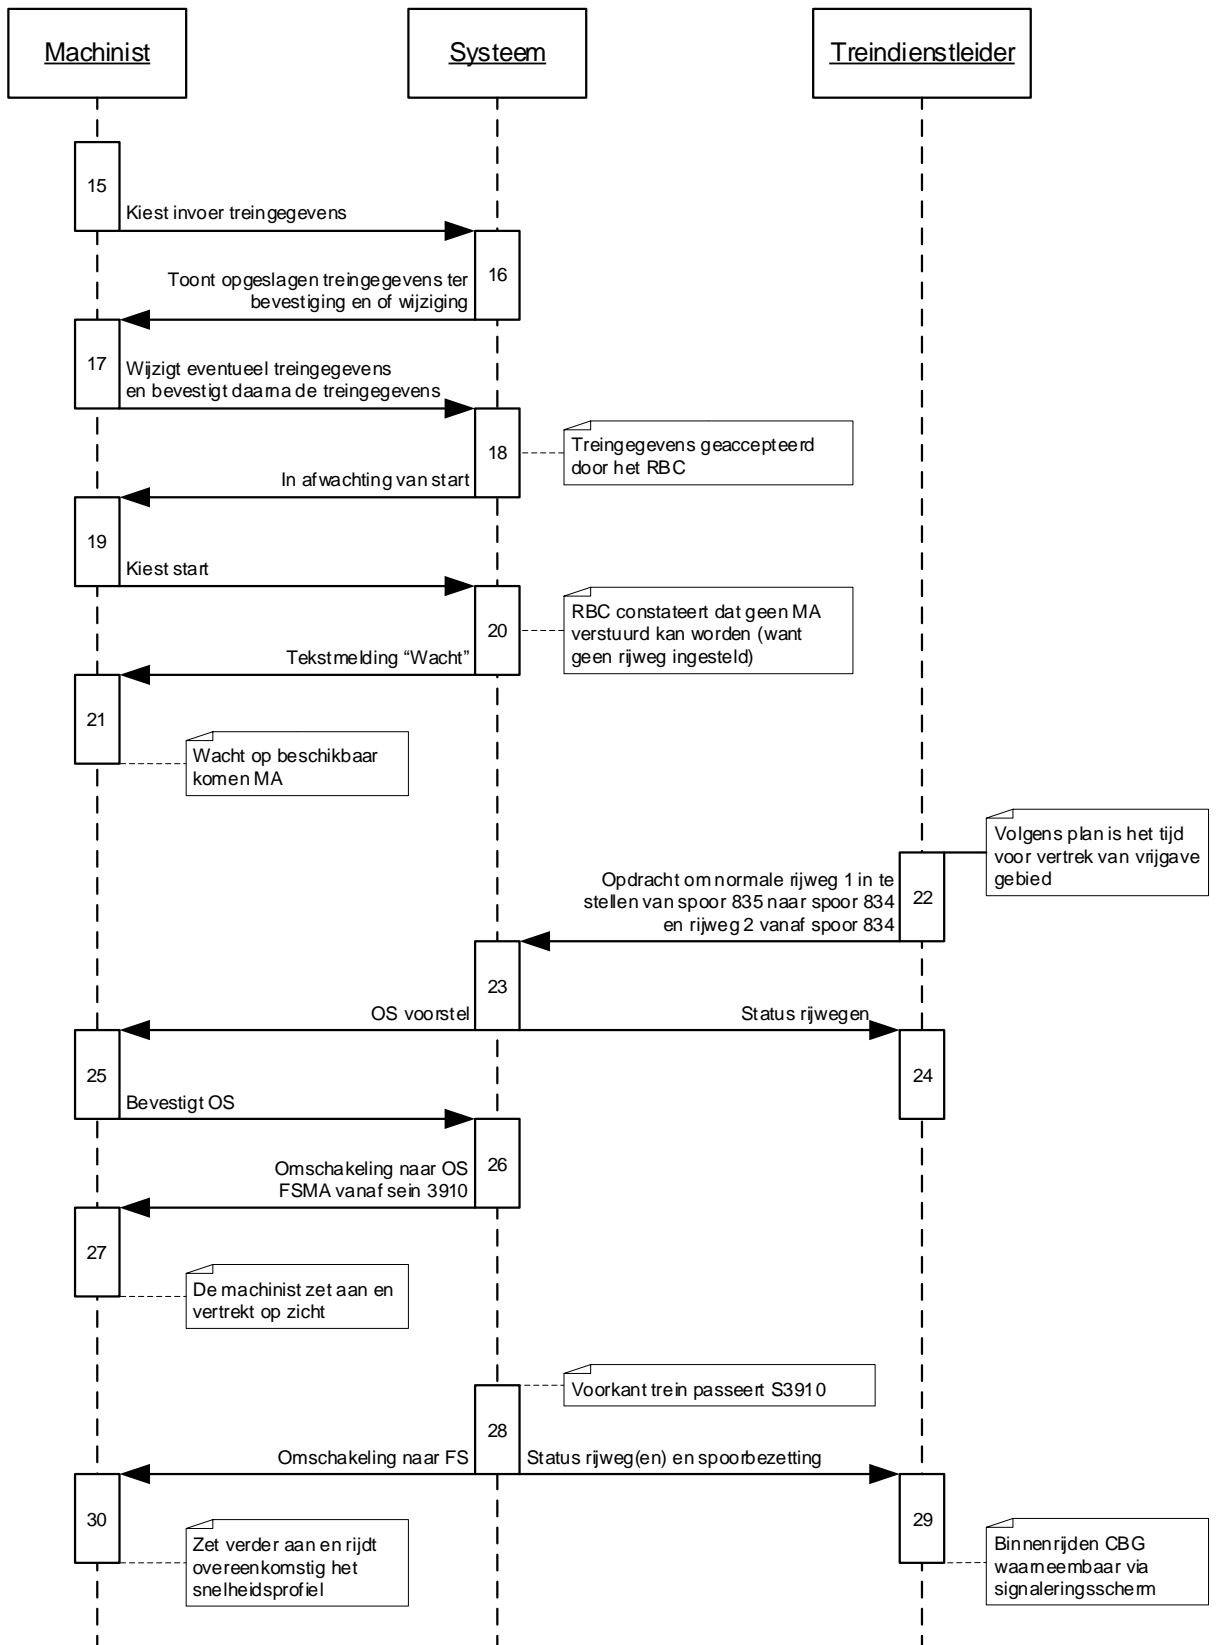 Machinist
Systeem
Treindienstleider
15
Kiest invoer treingegevens
16
Toont opgeslagen treingegevens ter
bevestiging en of wijziging
17
Wijzigt eventueel treingegevens
en bevestigt daarna de treingegevens
18
Treingegevens geaccepteerd
door het RBC
In afwachting van start
19
Kiest start
20
RBC constateert dat geen MA
verstuurd kan worden (want
geen rijweg ingesteld)
Tekstmelding “Wacht”
21
Wacht op beschikbaar
komen MA
Volgens plan is het tijd
voor vertrek van vrijgave
gebied
22
Opdracht om normale rijweg 1 in te
stellen van spoor 835 naar spoor 834
en rijweg 2 vanaf spoor 834
23
OS voorstel
Status rijwegen
25
24
Bevestigt OS
26
Omschakeling naar OS
FSMA vanaf sein 3910
27
De machinist zet aan en
vertrekt op zicht
Voorkant trein passeert S3910
28
Omschakeling naar FS
Status rijweg(en) en spoorbezetting
30
29
Zet verder aan en rijdt
overeenkomstig het
snelheidsprofiel
Binnenrijden CBG
waarneembaar via
signaleringsscherm